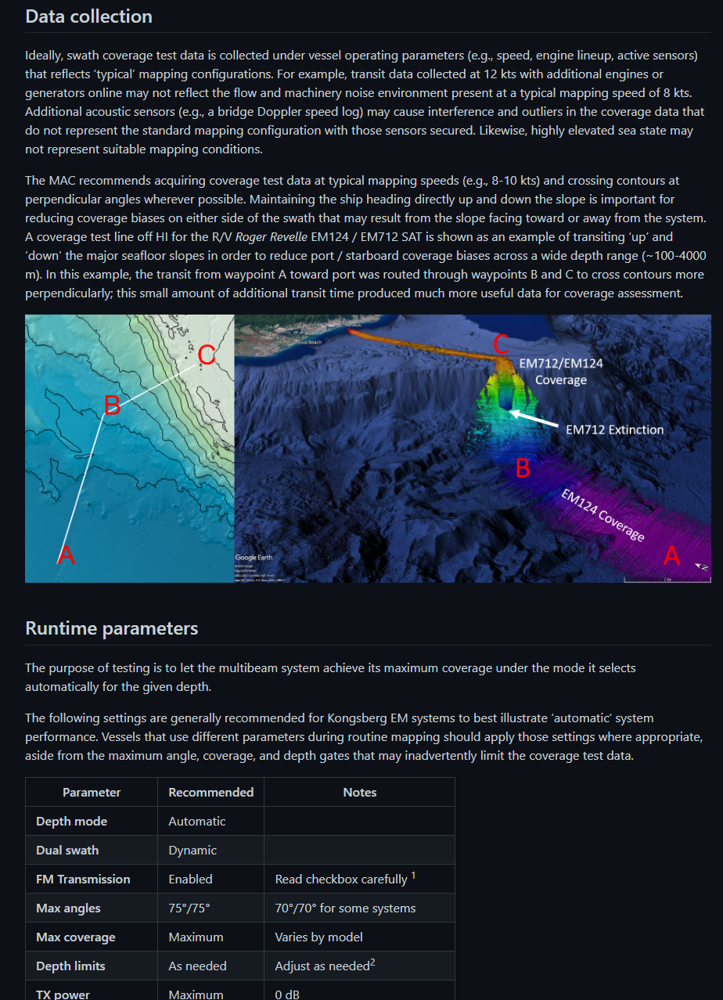 Data collection
Ideally, swath coverage test data is collected under vessel operating parameters (e.g., speed, engine lineup, active sensors)
that reflects ‘typical’ mapping configurations. For example, transit data collected at 12 kts with additional engines or
generators online may not reflect the flow and machinery noise environment present at a typical mapping speed of 8 kts.
Additional acoustic sensors (e.g., a bridge Doppler speed log) may cause interference and outliers in the coverage data that
do not represent the standard mapping configuration with those sensors secured. Likewise, highly elevated sea state may
not represent suitable mapping conditions.
The MAC recommends acquiring coverage test data at typical mapping speeds (e.g., 8-10 kts) and crossing contours at
perpendicular angles wherever possible. Maintaining the ship heading directly up and down the slope is important for
reducing coverage biases on either side of the swath that may result from the slope facing toward or away from the system.
A coverage test line off HI for the R/V Roger Revelle EM124 / EM712 SAT is shown as an example of transiting ‘up’ and
‘down’ the major seafloor slopes in order to reduce port / starboard coverage biases across a wide depth range (~100-4000
m). In this example, the transit from waypoint A toward port was routed through waypoints B and C to cross contours more
perpendicularly; this small amount of additional transit time produced much more useful data for coverage assessment.
C
B
A
Honolulu
Beach
C
EM712/EM124
Coverage
EM712 Extinction
B
EM124 Coverage
A
N
Google Earth
Runtime parameters
The purpose of testing is to let the multibeam system achieve its maximum coverage under the mode it selects
automatically for the given depth.
The following settings are generally recommended for Kongsberg EM systems to best illustrate ‘automatic’ system
performance. Vessels that use different parameters during routine mapping should apply those settings where appropriate,
aside from the maximum angle, coverage, and depth gates that may inadvertently limit the coverage test data.
Parameter Recommended Notes
Depth mode Automatic
Dual swath Dynamic
FM Transmission Enabled Read checkbox carefully 1
Max angles 75°/75° 70°/70° for some systems
Max coverage Maximum Varies by model
Depth limits As needed Adjust as needed2
TX power Maximum 0 dB